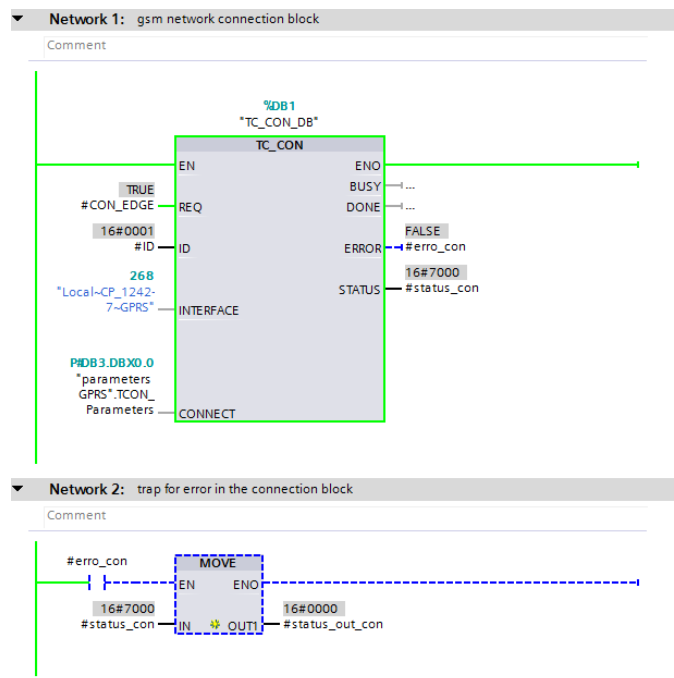 Network 1: gsm network connection block
Comment
%DB1
"TC_CON_DB"
TC_CON
EN ENO
BUSY ...
TRUE
#CON_EDGE REQ DONE ...
16#0001 FALSE
#ID ID ERROR #erro_con
268 16#7000
"Local~CP_1242- STATUS #status_con
7~GPRS" INTERFACE
P#DB3.DBX0.0
"parameters
GPRS".TCON_
Parameters CONNECT
Network 2: trap for error in the connection block
Comment
#erro_con MOVE
EN ENO
16#7000 16#0000
#status_con IN OUT1 #status_out_con